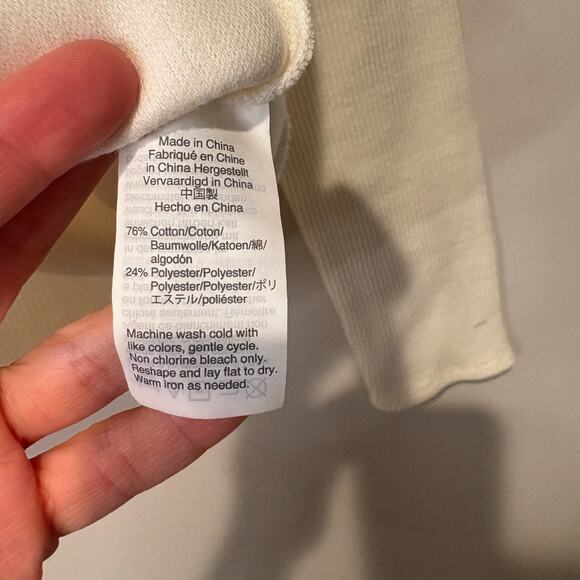 Made in China
Fabriqué en Chine
in China Hergestellt
Vervaardigd in China
中国製
Hecho en China
76% Cotton/Coton/
Baumwolle/Katoen/綿/
algodón
24% Polyester/Polyester/
Polyester/Polyester/ポリ
エステル/poliéster
Machine wash cold with
like colors, gentle cycle.
Non chlorine bleach only.
Reshape and lay flat to dry.
Warm iron as needed.